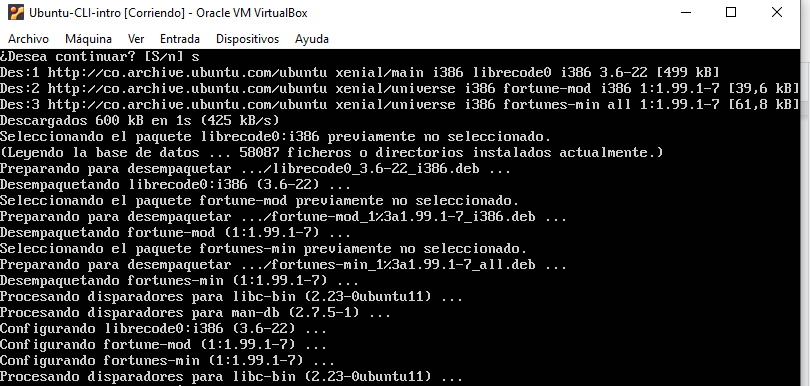 Ubuntu-CLI-intro [Corriendo] - Oracle VM VirtualBox
Archivo Máquina Ver Entrada Dispositivos Ayuda
¿Desea continuar? [S/n] s
Des:1 http://co.archive.ubuntu.com/ubuntu xenial/main i386 librecode0 i386 3.6-22 [499 kB]
Des:2 http://co.archive.ubuntu.com/ubuntu xenial/universe i386 fortune-mod i386 1:1.99.1-7 [39,6 kB]
Des:3 http://co.archive.ubuntu.com/ubuntu xenial/universe i386 fortunes-min all 1:1.99.1-7 [61,8 kB]
Descargados 600 kB en 1s (425 kB/s)
Seleccionando el paquete librecode0:i386 previamente no seleccionado.
(Leyendo la base de datos ... 58087 ficheros o directorios instalados actualmente.)
Preparando para desempaquetar .../librecode0_3.6-22_i386.deb ...
Desempaquetando librecode0:i386 (3.6-22) ...
Seleccionando el paquete fortune-mod previamente no seleccionado.
Preparando para desempaquetar .../fortune-mod_1%3a1.99.1-7_i386.deb ...
Desempaquetando fortune-mod (1:1.99.1-7) ...
Seleccionando el paquete fortunes-min previamente no seleccionado.
Preparando para desempaquetar .../fortunes-min_1%3a1.99.1-7_all.deb ...
Desempaquetando fortunes-min (1:1.99.1-7) ...
Procesando disparadores para libc-bin (2.23-0ubuntu11) ...
Procesando disparadores para man-db (2.7.5-1) ...
Configurando librecode0:i386 (3.6-22) ...
Configurando fortune-mod (1:1.99.1-7) ...
Configurando fortunes-min (1:1.99.1-7) ...
Procesando disparadores para libc-bin (2.23-0ubuntu11) ...